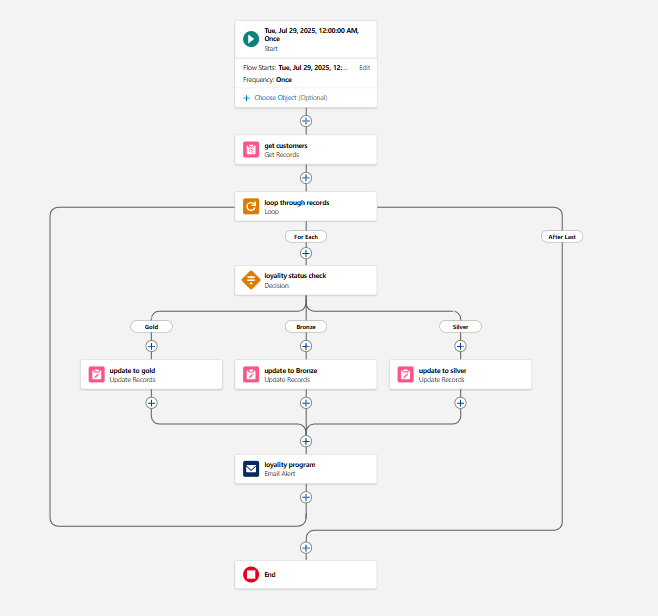 Tue, Jul 29, 2025, 12:00:00 AM,
Once
Start
Flow Starts: Tue, Jul 29, 2025, 12:... Edit
Frequency: Once
+ Choose Object (Optional)
get customers
Get Records
loop through records
Loop
For Each
After Last
loyality status check
Decision
Gold
Bronze
Silver
update to gold
Update Records
update to Bronze
Update Records
update to silver
Update Records
loyality program
Email Alert
End